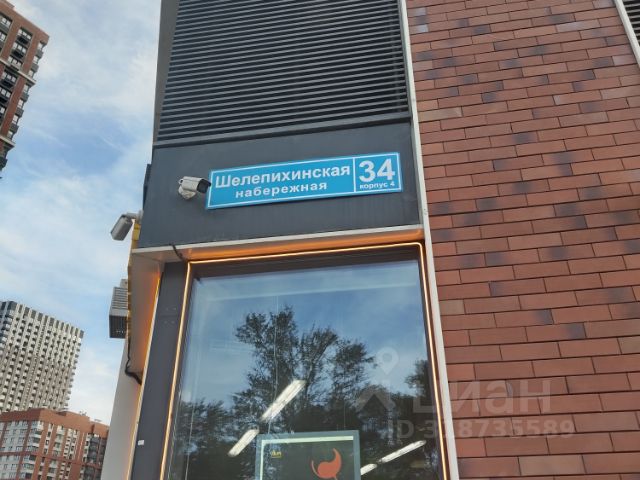 Шелепихинская
набережная
34
корпус 4
циан